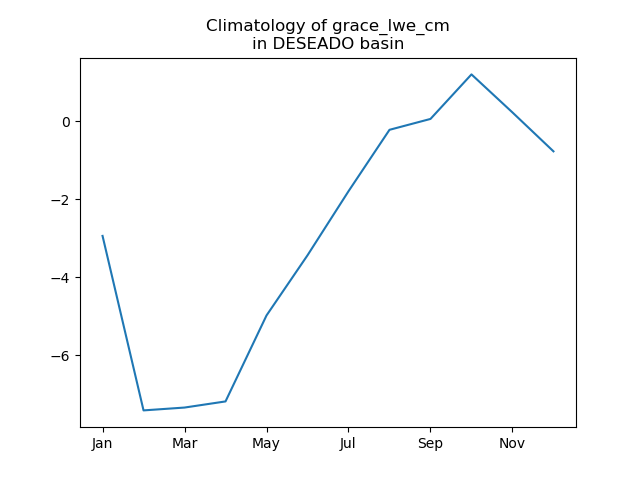 Climatology of grace_lwe_cm
in DESEADO basin
0
−2
−4
−6
Jan Mar May Jul Sep Nov